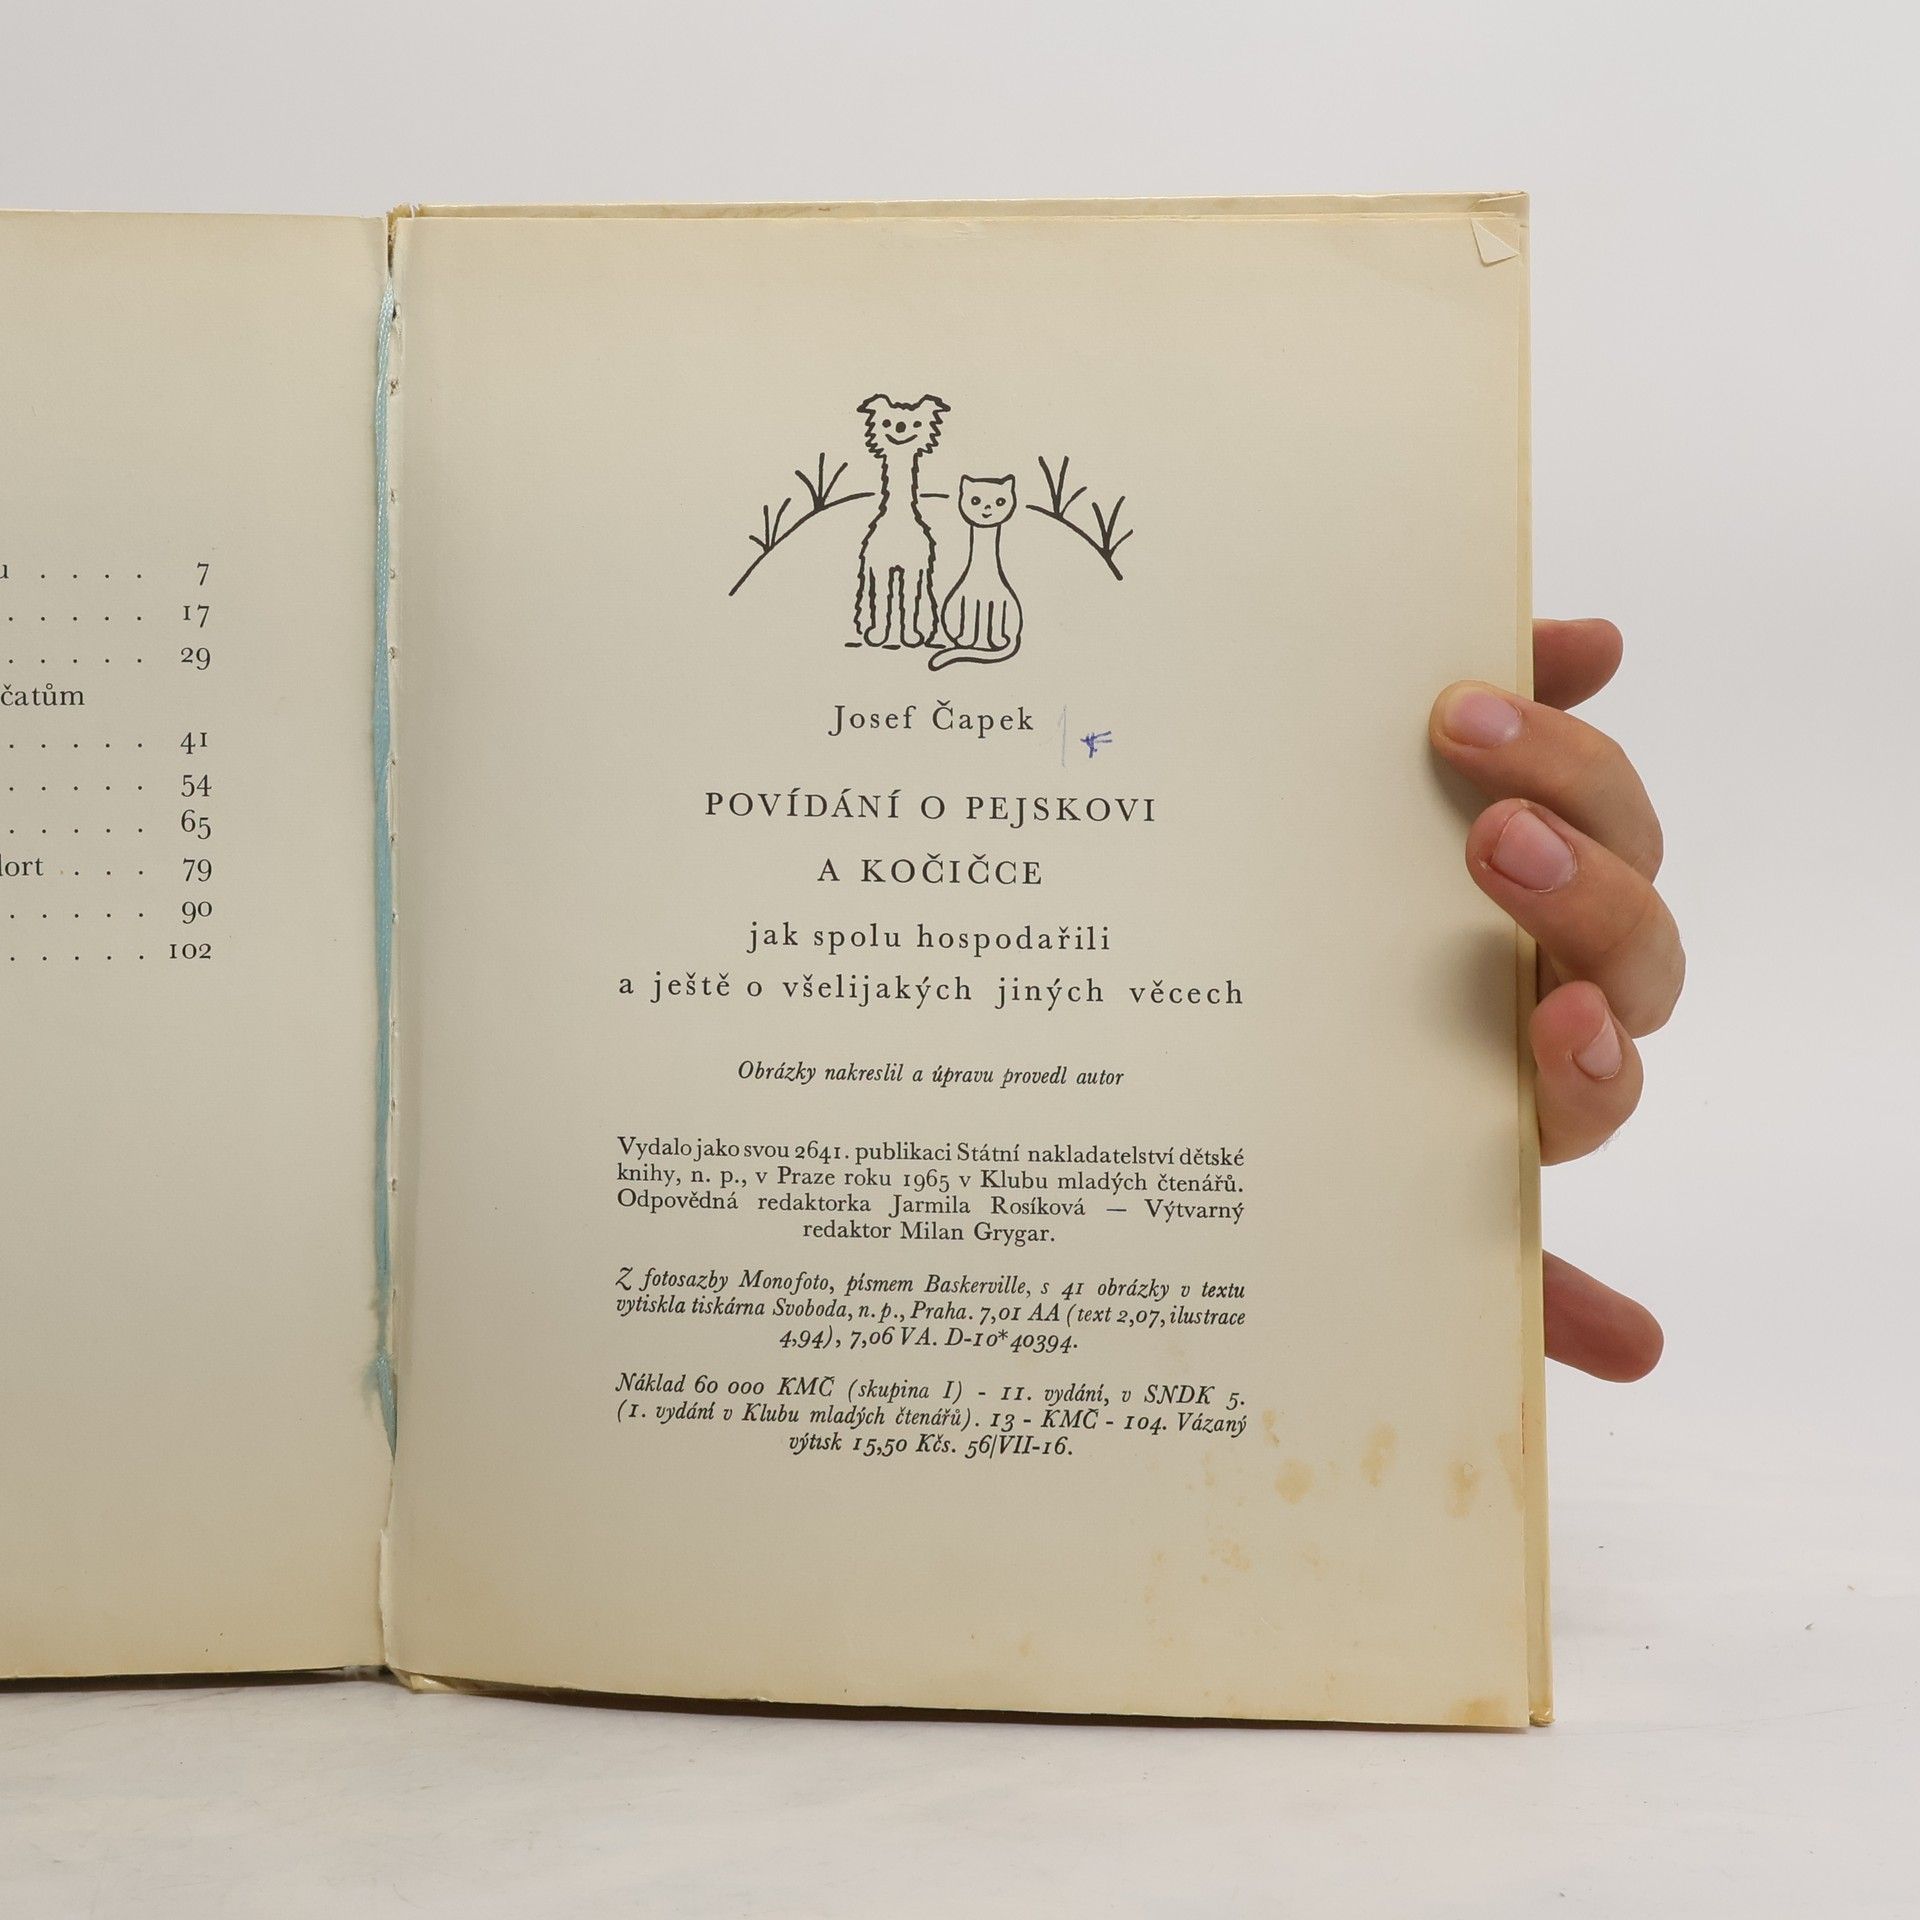 . . . . 7
. . . . . 17
. . . . . 29
čatům
. . . . . 41
. . . . . 54
. . . . . 65
. . . 79
. . . . . 90
. . . . . 102
Josef Čapek
POVÍDÁNÍ O PEJSKOVI
A KOČIČCE
jak spolu hospodařili
a ještě o všelijakých jiných věcech
Obrázky nakreslil a úpravu provedl autor
Vydalo jako svou 2641. publikaci Státní nakladatelství dětské
knihy, n. p., v Praze roku 1965 v Klubu mladých čtenářů.
Odpovědná redaktorka Jarmila Rosíková — Výtvarný
redaktor Milan Grygar.
Z fotosazby Monofoto, písmem Baskerville, s 41 obrázky v textu
vytiskla tiskárna Svoboda, n. p., Praha. 7,01 AA (text 2,07, ilustrace
4,94), 7,06 VA. D-10*40394.
Náklad 60 000 KMČ (skupina I) - 11. vydání, v SNDK 5.
(1. vydání v Klubu mladých čtenářů). 13 - KMČ - 104. Vázaný
výtisk 15,50 Kčs. 56/VII-16.